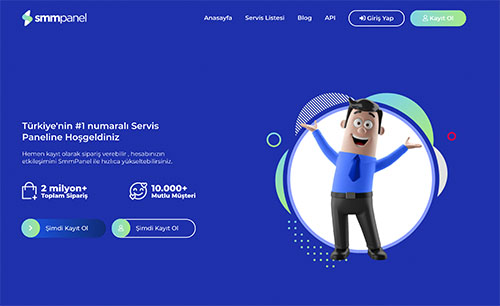 smmpanel
Anasayfa Servis Listesi Blog API Giriş Yap Kayıt Ol
Türkiye'nin #1 numaralı Servis
Paneline Hoşgeldiniz
Hemen kayıt olarak sipariş verebilir , hesabınızın
etkileşimini SmmPanel ile hızlıca yükseltebilirsiniz.
2 milyon+
Toplam Sipariş
10.000+
Mutlu Müşteri
Şimdi Kayıt Ol
Şimdi Kayıt Ol